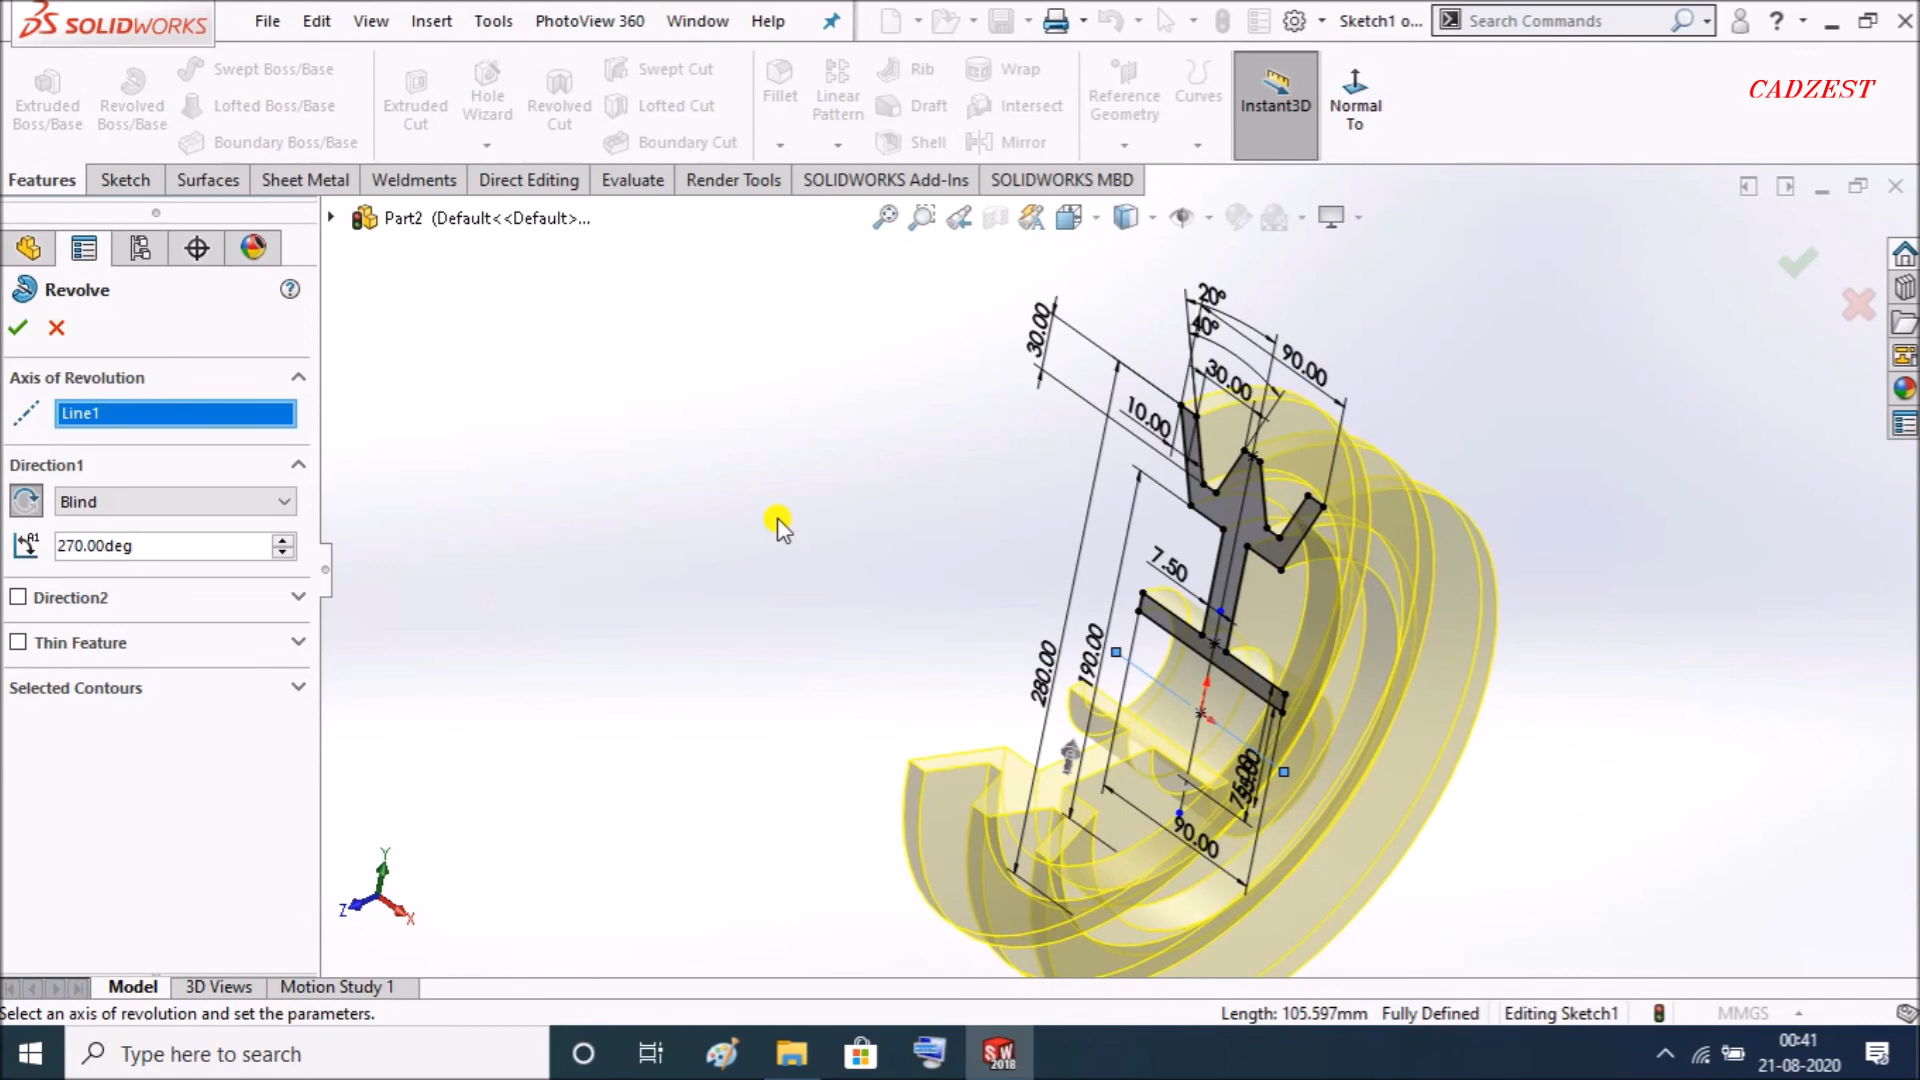 SOLIDWORKS File Edit View Insert Tools PhotoView 360 Window Help Sketch1 o... Search Commands ?
Extruded Boss/Base
Revolved Boss/Base
Swept Boss/Base
Lofted Boss/Base
Boundary Boss/Base
Extruded Cut
Hole Wizard
Revolved Cut
Swept Cut
Lofted Cut
Boundary Cut
Fillet
Linear Pattern
Rib
Draft
Shell
Wrap
Intersect
Mirror
Reference Geometry
Curves
Instant3D
Normal To
CADZEST
Features Sketch Surfaces Sheet Metal Weldments Direct Editing Evaluate Render Tools SOLIDWORKS Add-Ins SOLIDWORKS MBD
Part2 (Default<<Default>...
Revolve
Axis of Revolution
Line1
Direction1
Blind
270.00deg
Direction2
Thin Feature
Selected Contours
20°
40°
30.00
90.00
30.00
10.00
7.50
280.00
190.00
90.00
Y
Z
X
Model 3D Views Motion Study 1
Select an axis of revolution and set the parameters. Length: 105.597mm Fully Defined Editing Sketch1 MMGS
Type here to search
SW 2018
00:41
21-08-2020